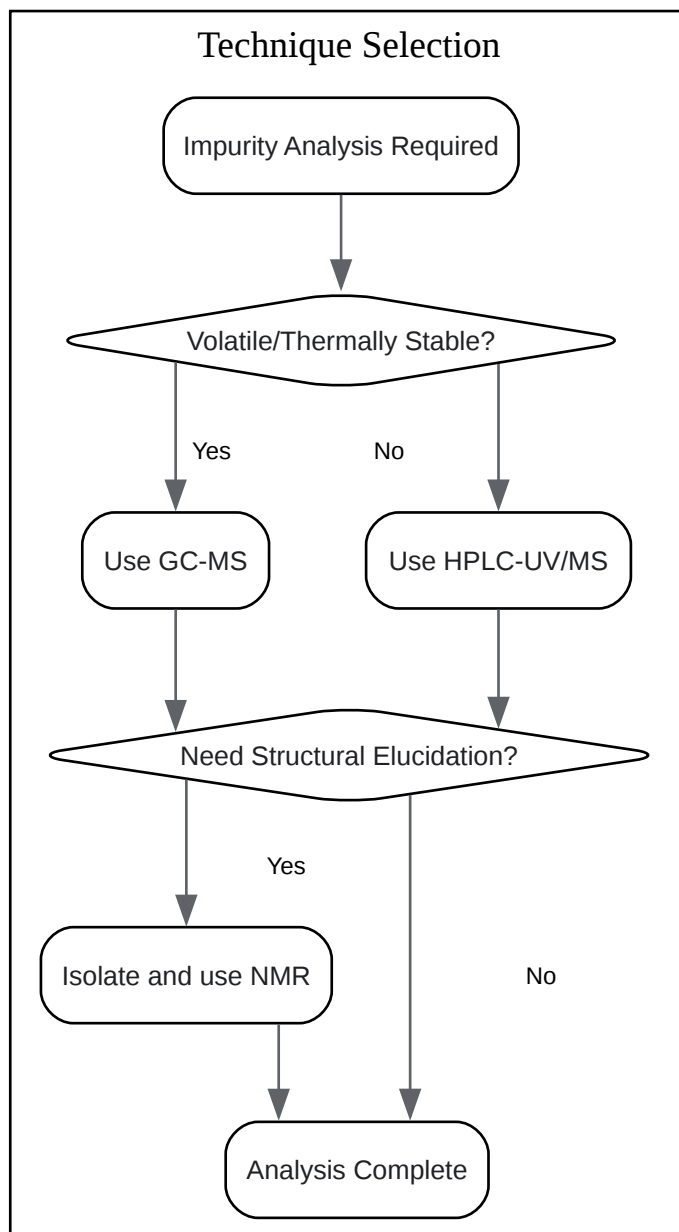 Technique Selection
Impurity Analysis Required
Volatile/Thermally Stable?
Yes
No
Use GC-MS
Use HPLC-UV/MS
Need Structural Elucidation?
Yes
Isolate and use NMR
No
Analysis Complete